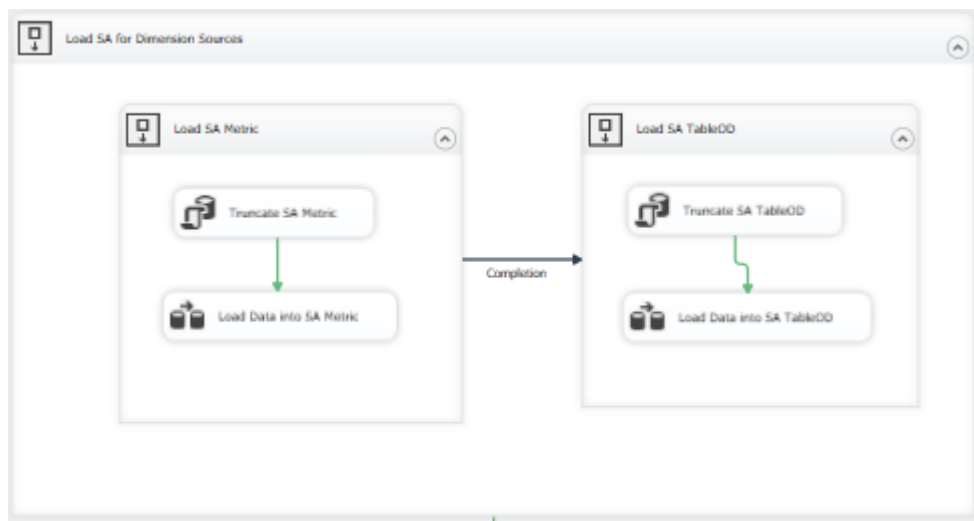 Load SA for Dimension Sources
Load SA Metric
Load SA TableOD
Truncate SA Metric
Truncate SA TableOD
Completion
Load Data into SA Metric
Load Data into SA TableOD